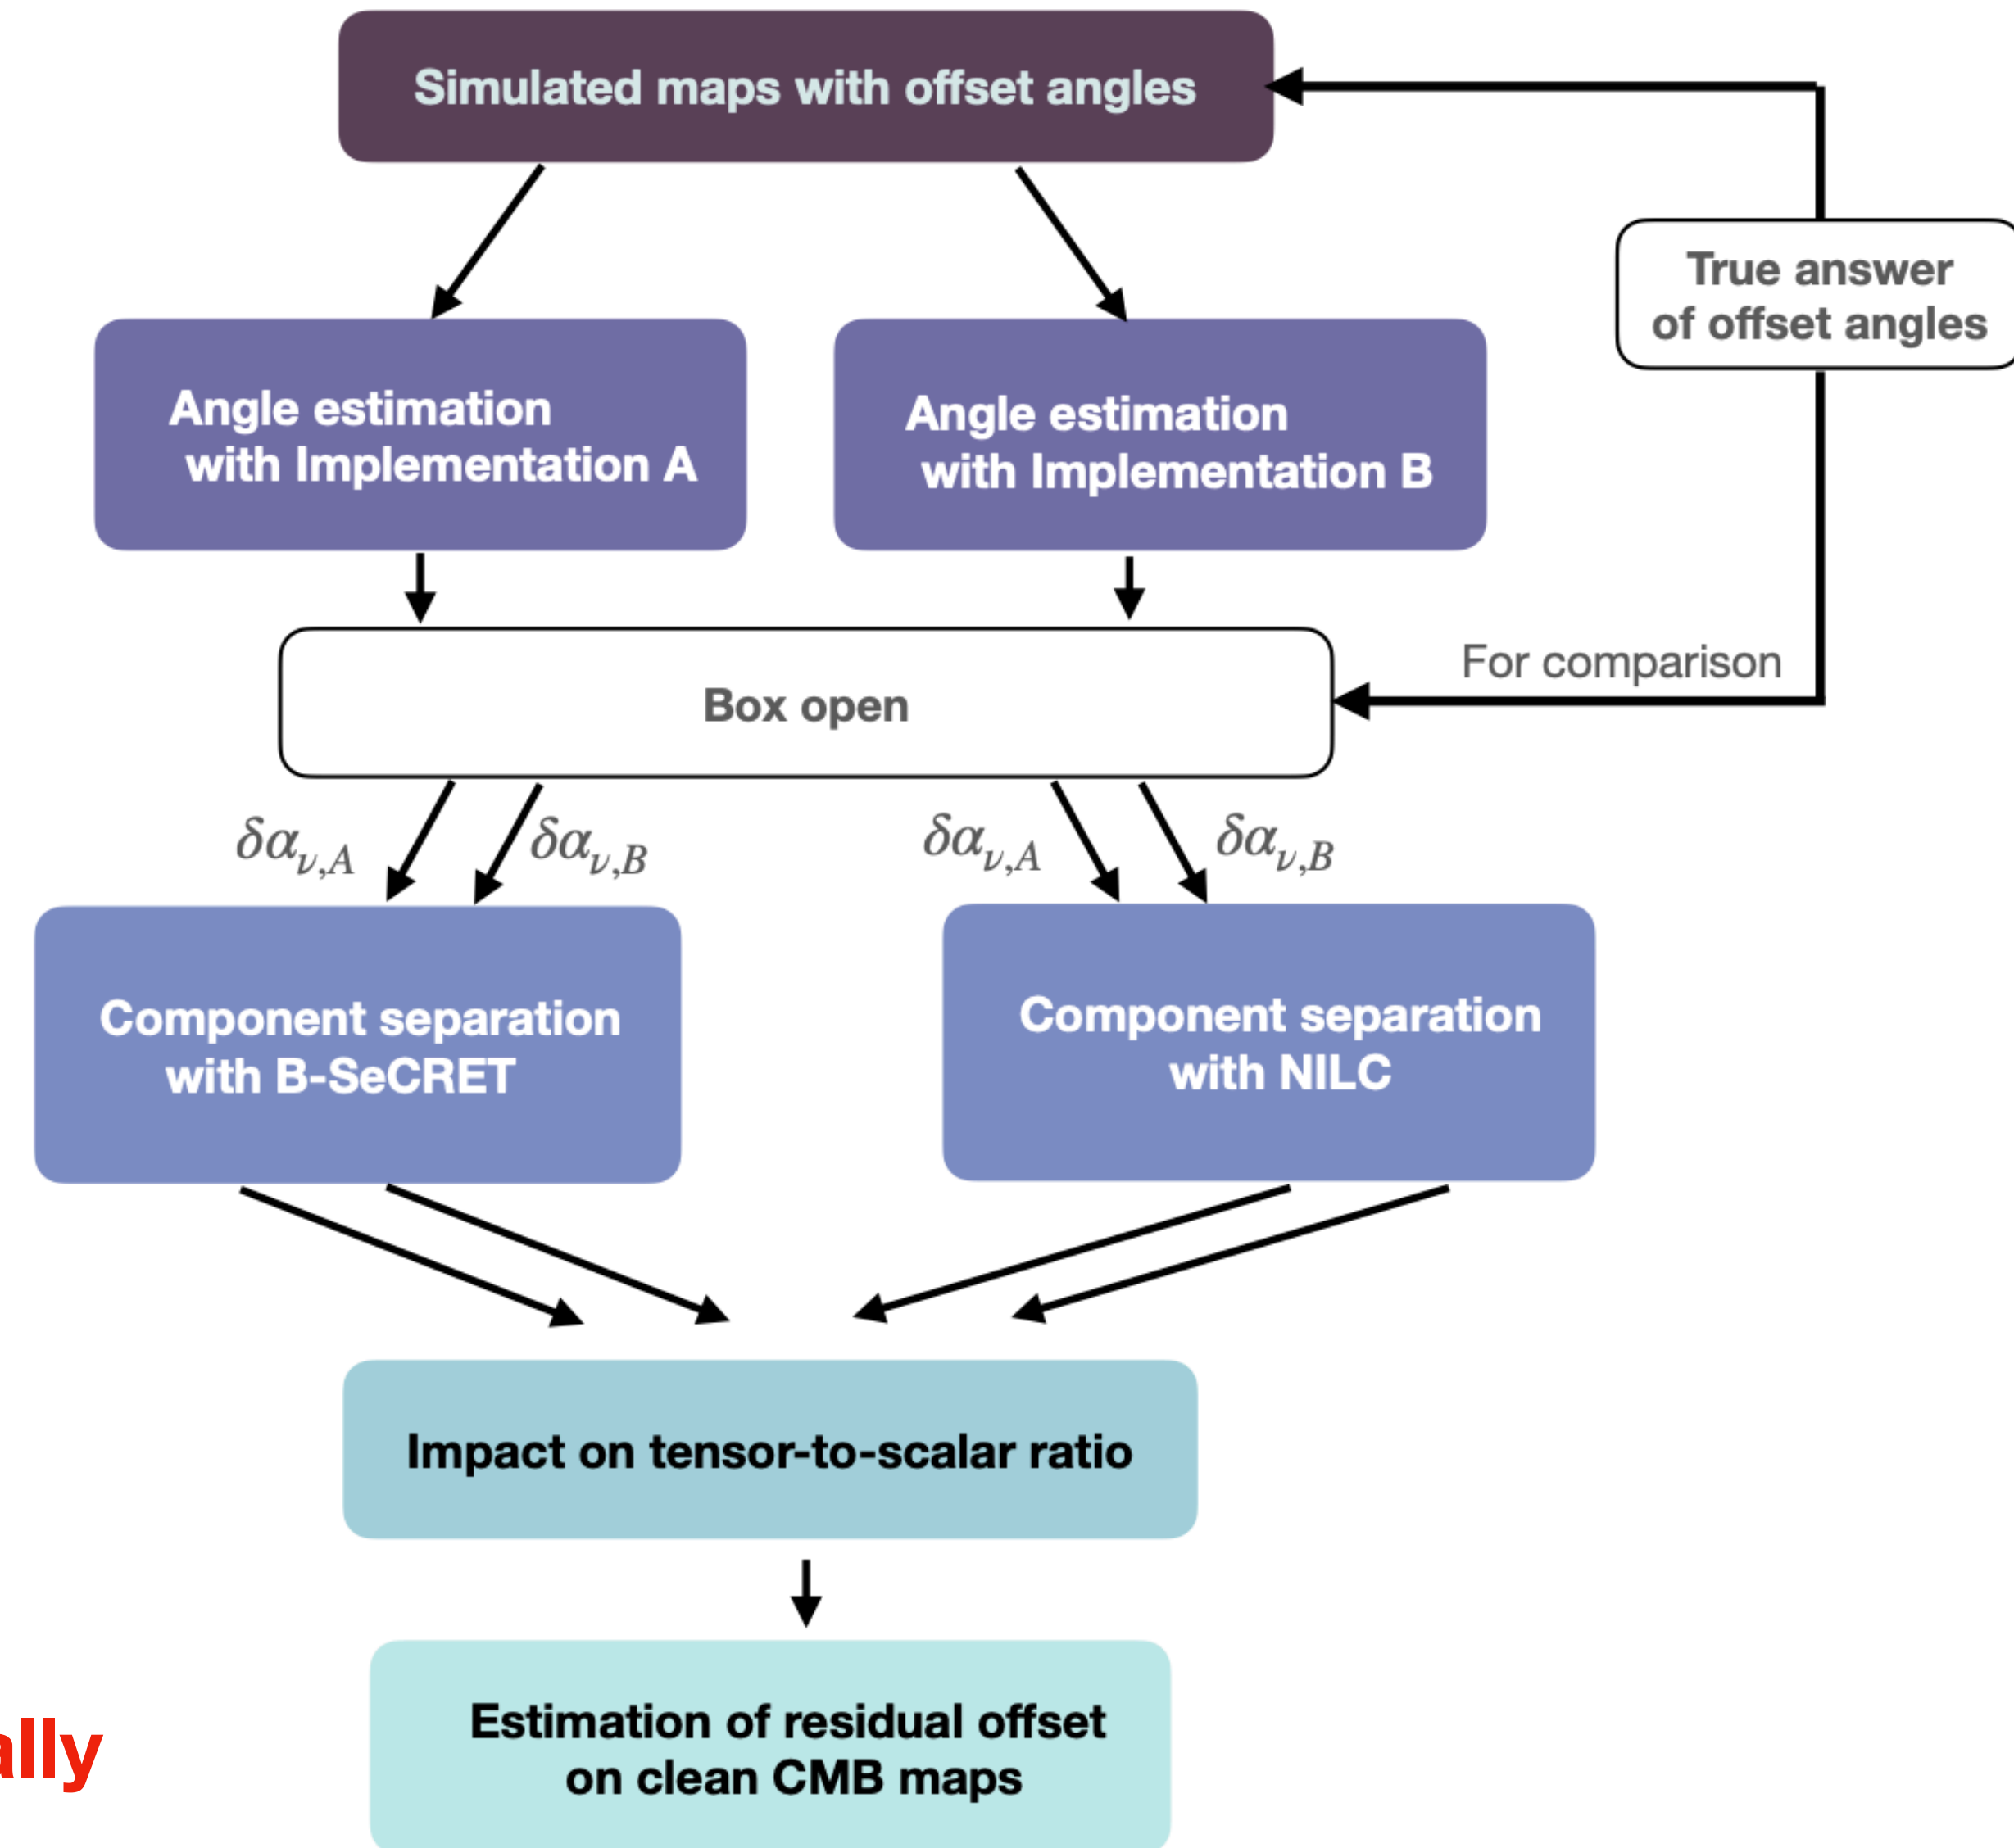 Simulated maps with offset angles
True answer
of offset angles
Angle estimation
with Implementation A
Angle estimation
with Implementation B
For comparison
Box open
δα_{ν,A}
δα_{ν,B}
δα_{ν,A}
δα_{ν,B}
Component separation
with B-SeCRET
Component separation
with NILC
Impact on tensor-to-scalar ratio
Estimation of residual offset
on clean CMB maps